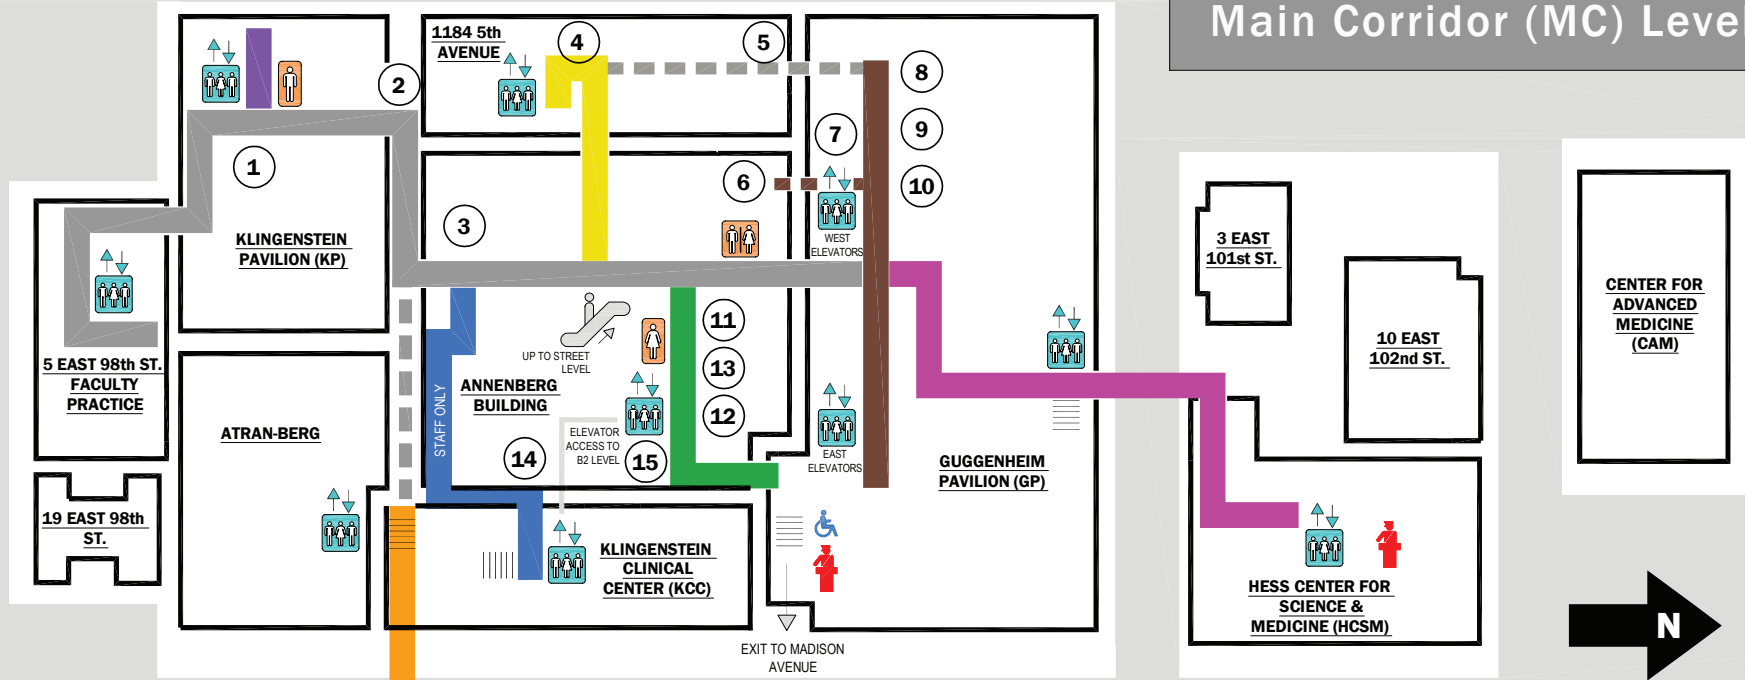 Main Corridor (MC) Level
1184 5th
AVENUE
4
5
2
8
9
10
7
1
6
3
WEST
ELEVATORS
KLINGENSTEIN
PAVILION (KP)
3 EAST
101st ST.
CENTER FOR
ADVANCED
MEDICINE
(CAM)
10 EAST
102nd ST.
5 EAST 98th ST.
FACULTY
PRACTICE
UP TO STREET
LEVEL
11
13
12
STAFF ONLY
ANNENBERG
BUILDING
ATRAN-BERG
ELEVATOR
ACCESS TO
B2 LEVEL
14
15
EAST
ELEVATORS
GUGGENHEIM
PAVILION (GP)
19 EAST 98th
ST.
KLINGENSTEIN
CLINICAL
CENTER (KCC)
HESS CENTER FOR
SCIENCE &
MEDICINE (HCSM)
EXIT TO MADISON
AVENUE
N